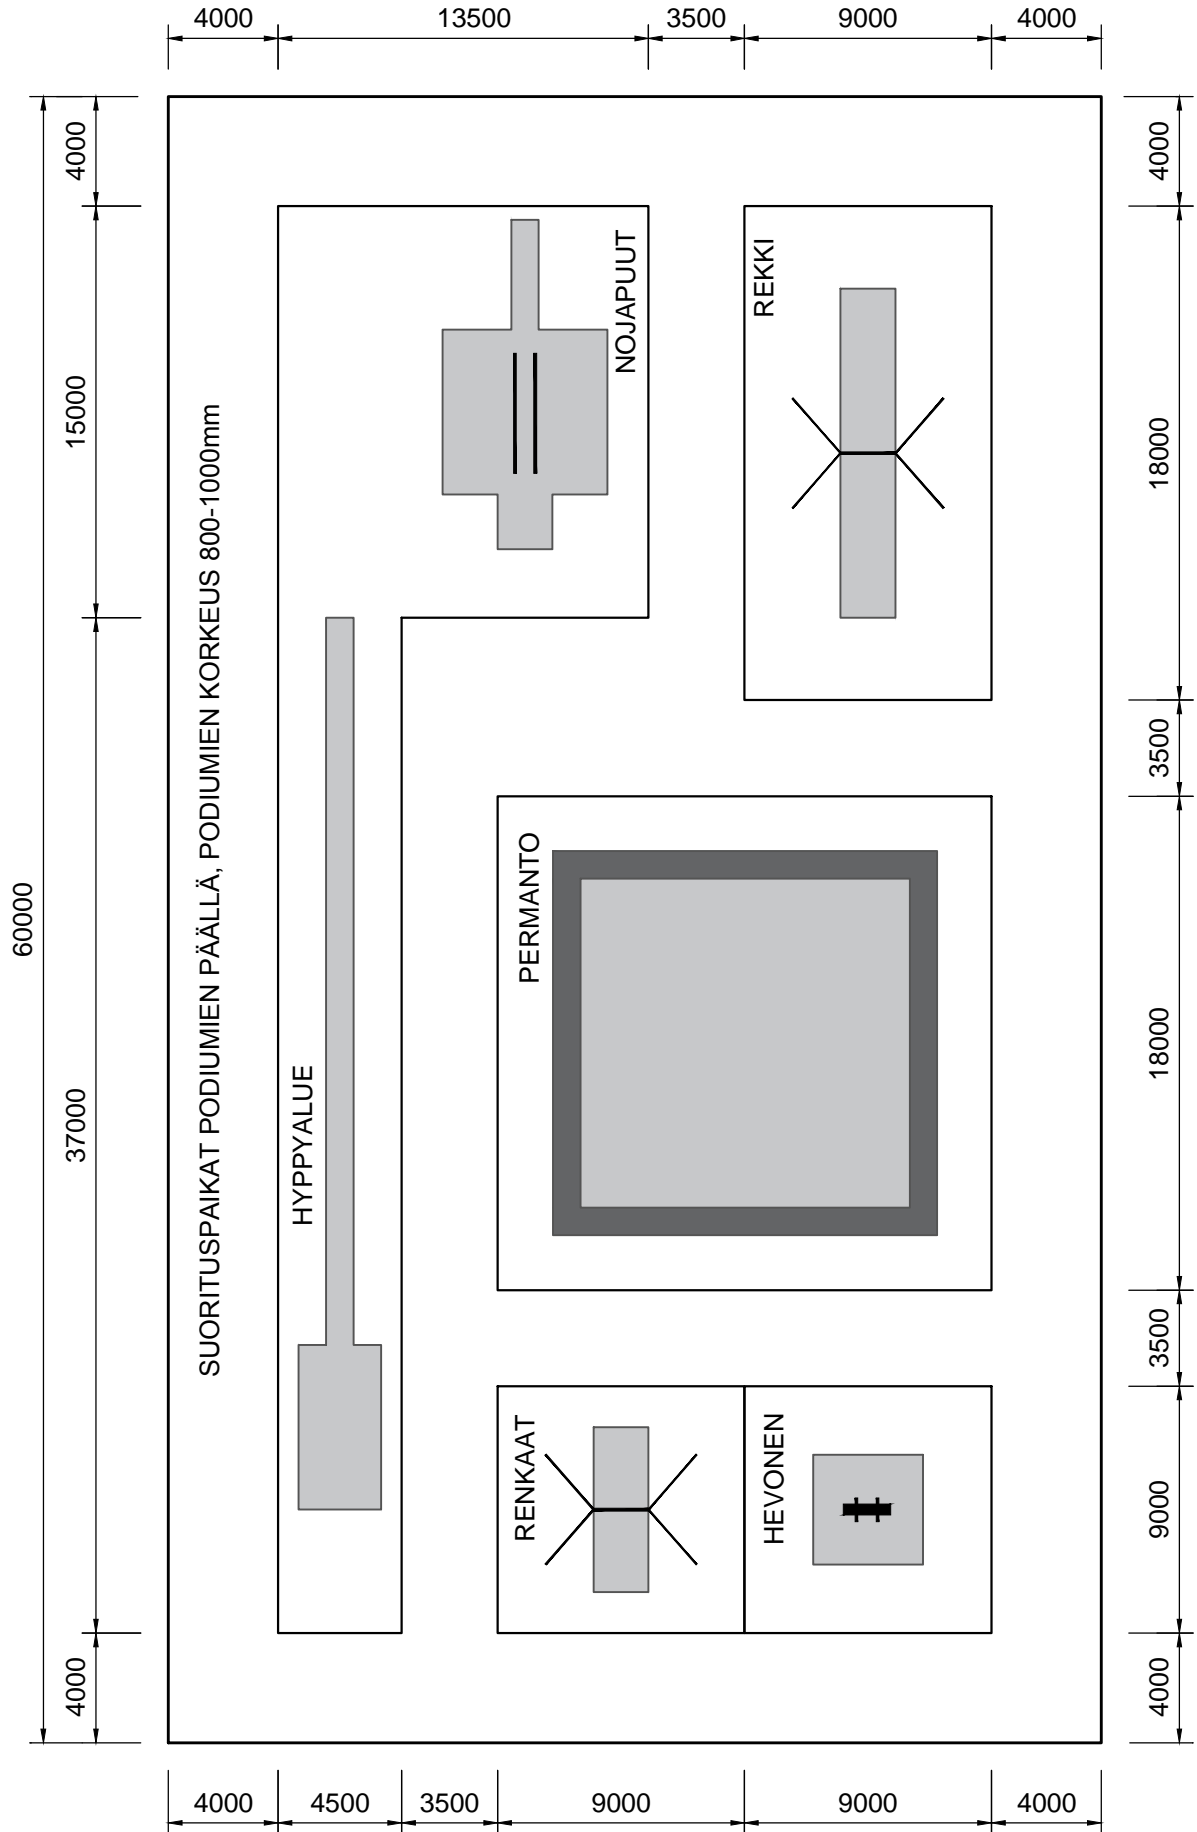 4000 13500 3500 9000 4000
4000
4000
NOJAPUUT
REKKI
15000
18000
SUORITUSPAIKAT PODIUMIEN PÄÄLLÄ, PODIUMIEN KORKEUS 800-1000mm
3500
60000
PERMANTO
18000
37000
HYPPYALUE
3500
RENKAAT
HEVONEN
9000
4000
4000
4000 4500 3500 9000 9000 4000